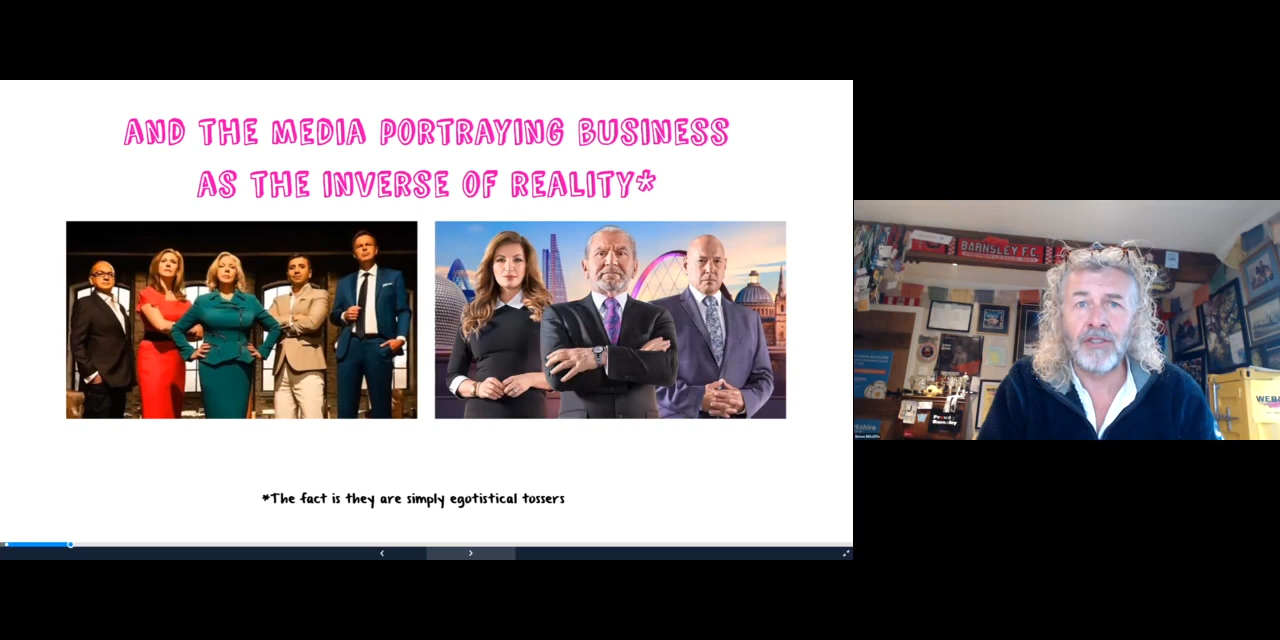 AND THE MEDIA PORTRAYING BUSINESS
AS THE INVERSE OF REALITY*
*The fact is they are simply egotistical tossers
BARNSLEY F.C.
Barnsley